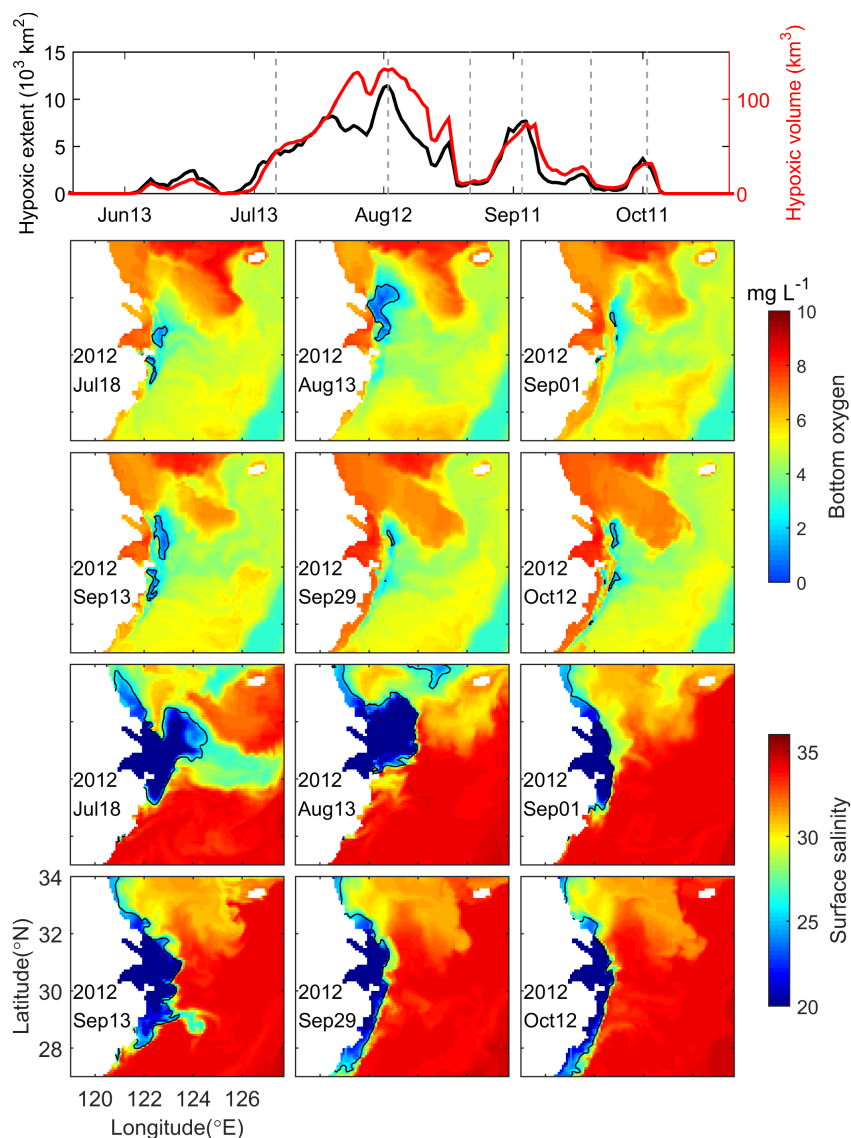 Hypoxic extent (10³ km²)
15
10
5
0
Hypoxic volume (km³)
100
0
Jun13 Jul13 Aug12 Sep11 Oct11
2012
Jul18
2012
Aug13
2012
Sep01
2012
Sep13
2012
Sep29
2012
Oct12
mg L⁻¹
10
8
6
4
2
0
Bottom oxygen
2012
Jul18
2012
Aug13
2012
Sep01
35
30
25
20
Surface salinity
34
32
30
28
Latitude(°N)
2012
Sep13
2012
Sep29
2012
Oct12
120 122 124 126
Longitude(°E)